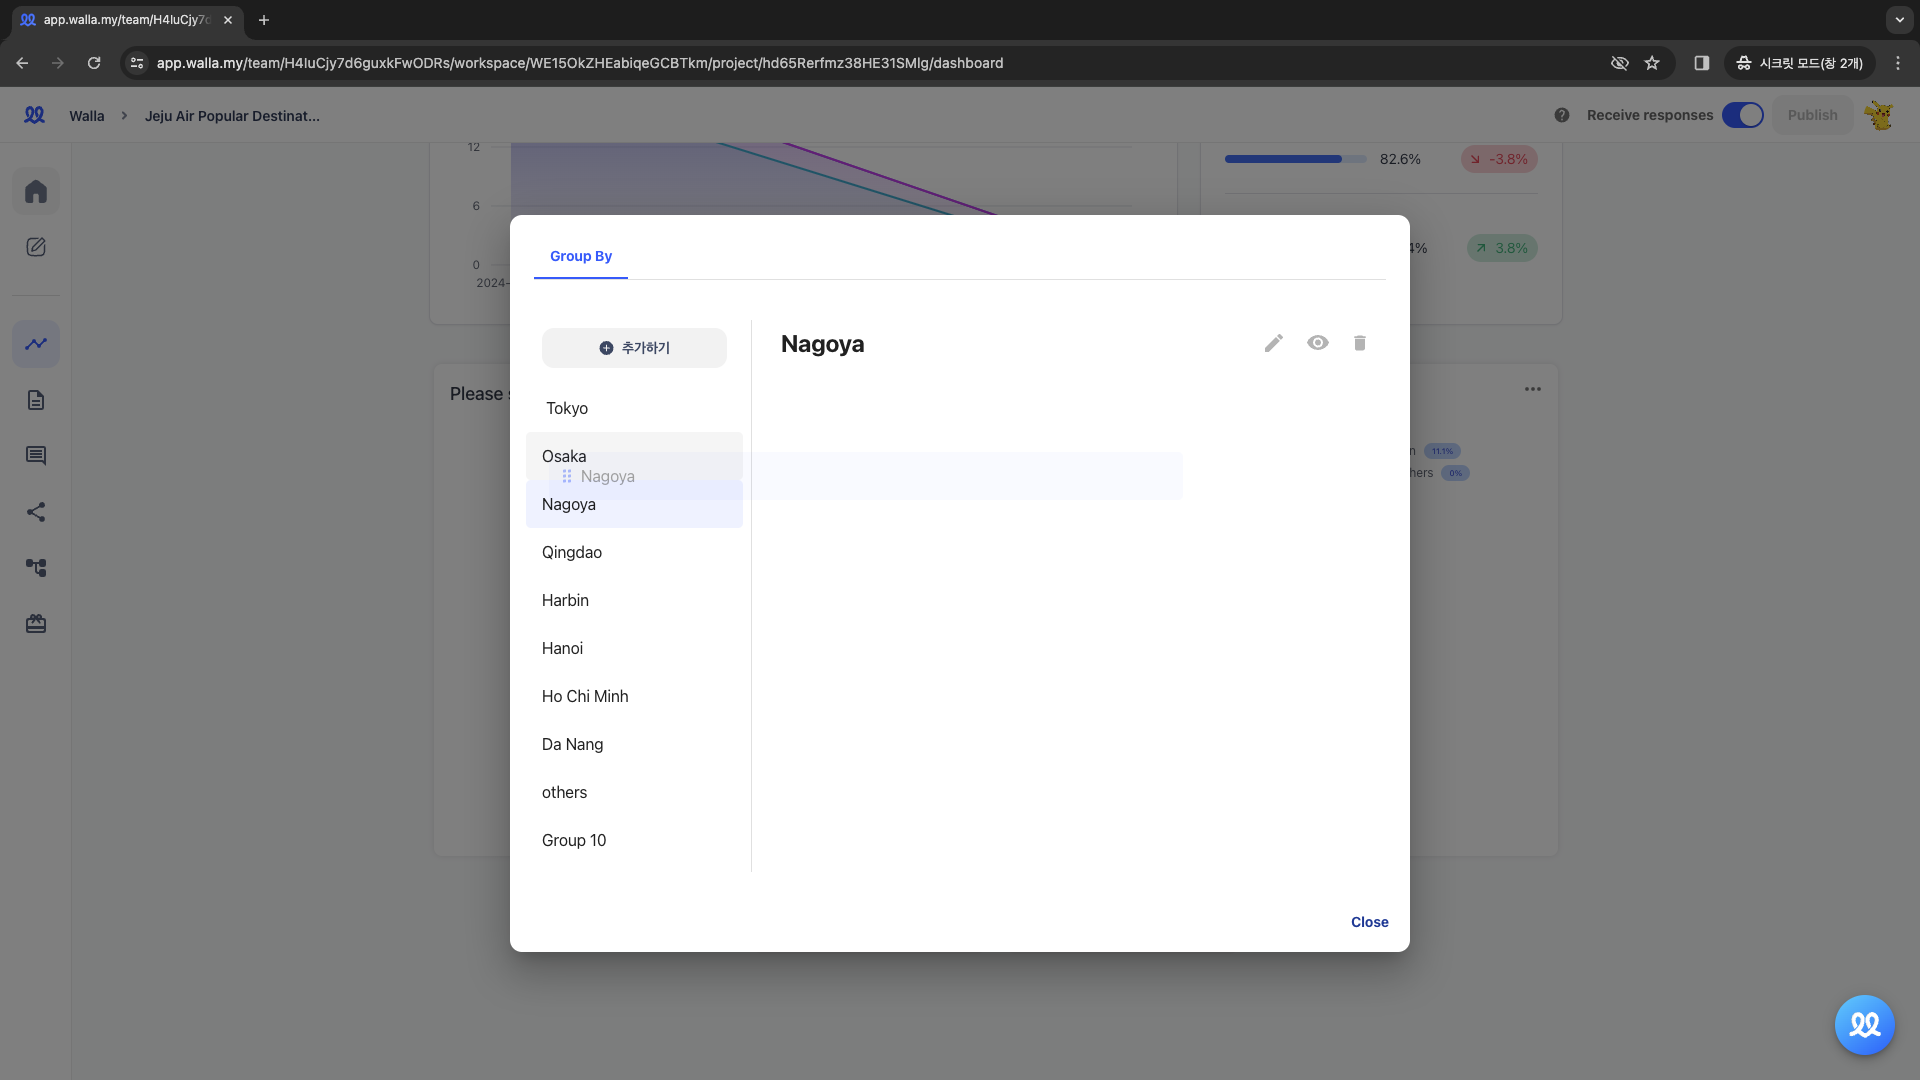 app.walla.my/team/H4IuCjy7d
app.walla.my/team/H4IuCjy7d6guxkFwODRs/workspace/WE15OkZHEabiqeGCBTkm/project/hd65Rerfmz38HE31SMlg/dashboard
시크릿 모드(창 2개)
Walla
Jeju Air Popular Destinat...
Receive responses
Publish
12
6
0
2024-
82.6%
-3.8%
4%
3.8%
Please
11.1%
hers
0%
Group By
추가하기
Nagoya
Tokyo
Osaka
Nagoya
Nagoya
Qingdao
Harbin
Hanoi
Ho Chi Minh
Da Nang
others
Group 10
Close